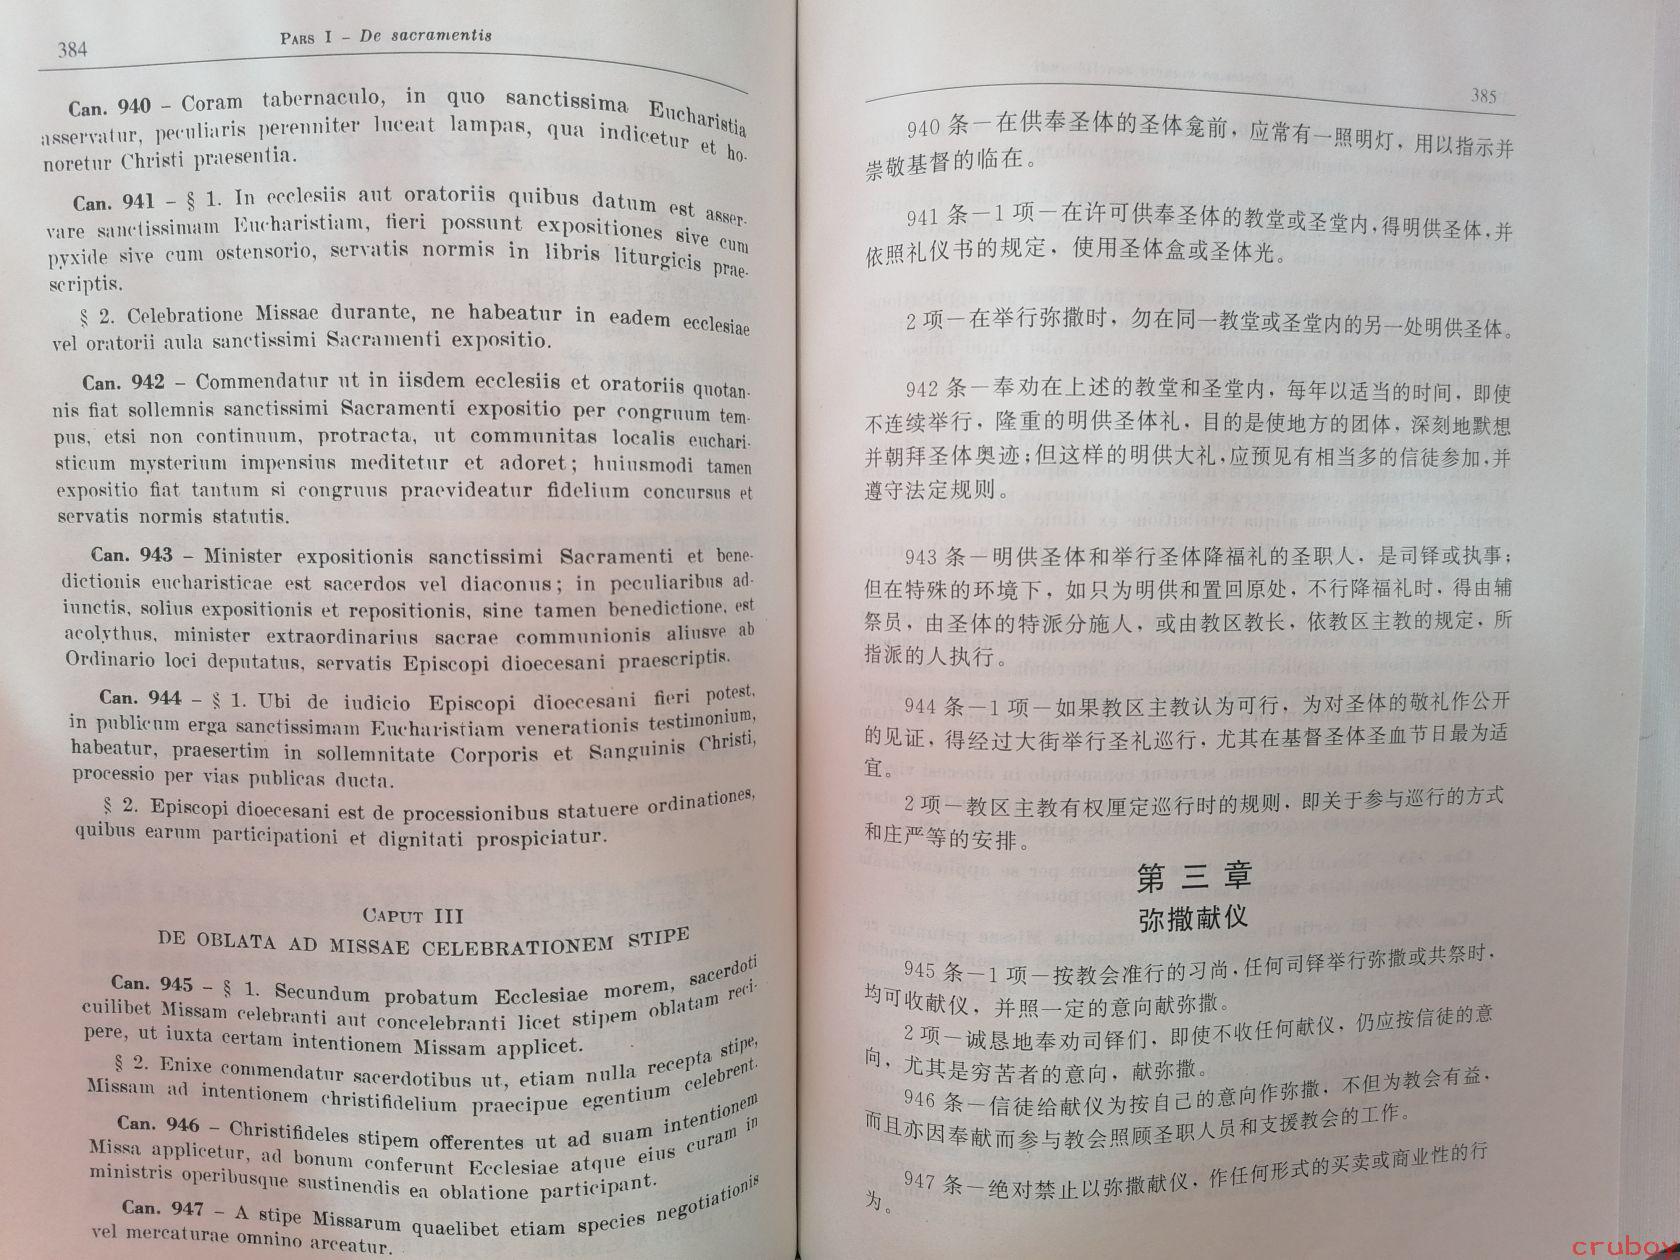 384
PARS I – De sacramentis
Can. 940 – Coram tabernaculo, in quo sanctissima Eucharistia
asservatur, peculiaris perenniter luceat lampas, qua indicetur et ho-
noretur Christi praesentia.
Can. 941 – § 1. In ecclesiis aut oratoriis quibus datum est asser-
vare sanctissimam Eucharistiam, fieri possunt expositiones sive cum
pyxide sive cum ostensorio, servatis normis in libris liturgicis prae-
scriptis.
§ 2. Celebratione Missae durante, ne habeatur in eadem ecclesiae
vel oratorii aula sanctissimi Sacramenti expositio.
Can. 942 – Commendatur ut in iisdem ecclesiis et oratoriis quotan-
nis fiat sollemnis sanctissimi Sacramenti expositio per congruum tem-
pus, etsi non continuum, protracta, ut communitas localis euchari-
sticum mysterium impensius meditetur et adoret; huiusmodi tamen
expositio fiat tantum si congruus praevideatur fidelium concursus et
servatis normis statutis.
Can. 943 – Minister expositionis sanctissimi Sacramenti et bene-
dictionis eucharisticae est sacerdos vel diaconus; in peculiaribus ad-
iunctis, solius expositionis et repositionis, sine tamen benedictione, est
acolythus, minister extraordinarius sacrae communionis aliusve ab
Ordinario loci deputatus, servatis Episcopi dioecesani praescriptis.
Can. 944 – § 1. Ubi de iudicio Episcopi dioecesani fieri potest,
in publicum erga sanctissimam Eucharistiam venerationis testimonium,
habeatur, praesertim in sollemnitate Corporis et Sanguinis Christi,
processio per vias publicas ducta.
§ 2. Episcopi dioecesani est de processionibus statuere ordinationes,
quibus earum participationi et dignitati prospiciatur.
CAPUT III
DE OBLATA AD MISSAE CELEBRATIONEM STIPE
Can. 945 – § 1. Secundum probatum Ecclesiae morem, sacerdoti
cuilibet Missam celebranti aut concelebranti licet stipem oblatam reci-
pere, ut iuxta certam intentionem Missam applicet.
§ 2. Enixe commendatur sacerdotibus ut, etiam nulla recepta stipe,
Missam ad intentionem christifidelium praecipue egentium celebrent.
Can. 946 – Christifideles stipem offerentes ut ad suam intentionem
Missa applicetur, ad bonum conferunt Ecclesiae atque eius curam in
ministris operibusque sustinendis ea oblatione participant.
Can. 947 – A stipe Missarum quaelibet etiam species negotiationis
vel mercaturae omnino arceatur.
385
940 条－在供奉圣体的圣体龛前，应常有一照明灯，用以指示并
崇敬基督的临在。
941 条－1 项－在许可供奉圣体的教堂或圣堂内，得明供圣体，并
依照礼仪书的规定，使用圣体盒或圣体光。
2 项－在举行弥撒时，勿在同一教堂或圣堂内的另一处明供圣体。
942 条－奉劝在上述的教堂和圣堂内，每年以适当的时间，即使
不连续举行，隆重的明供圣体礼，目的是使地方的团体，深刻地默想
并朝拜圣体奥迹；但这样的明供大礼，应预见有相当多的信徒参加，并
遵守法定规则。
943 条－明供圣体和举行圣体降福礼的圣职人，是司铎或执事；
但在特殊的环境下，如只为明供和置回原处，不行降福礼时，得由辅
祭员，由圣体的特派分施人，或由教区教长，依教区主教的规定，所
指派的人执行。
944 条－1 项－如果教区主教认为可行，为对圣体的敬礼作公开
的见证，得经过大街举行圣礼巡行，尤其在基督圣体圣血节日最为适
宜。
2 项－教区主教有权厘定巡行时的规则，即关于参与巡行的方式
和庄严等的安排。
第 三 章
弥撒献仪
945 条－1 项－按教会准行的习尚，任何司铎举行弥撒或共祭时，
均可收献仪，并照一定的意向献弥撒。
2 项－诚恳地奉劝司铎们，即使不收任何献仪，仍应按信徒的意
向，尤其是穷苦者的意向，献弥撒。
946 条－信徒给献仪为按自己的意向作弥撒，不但为教会有益，
而且亦因奉献而参与教会照顾圣职人员和支援教会的工作。
947 条－绝对禁止以弥撒献仪，作任何形式的买卖或商业性的行
为。
crubox